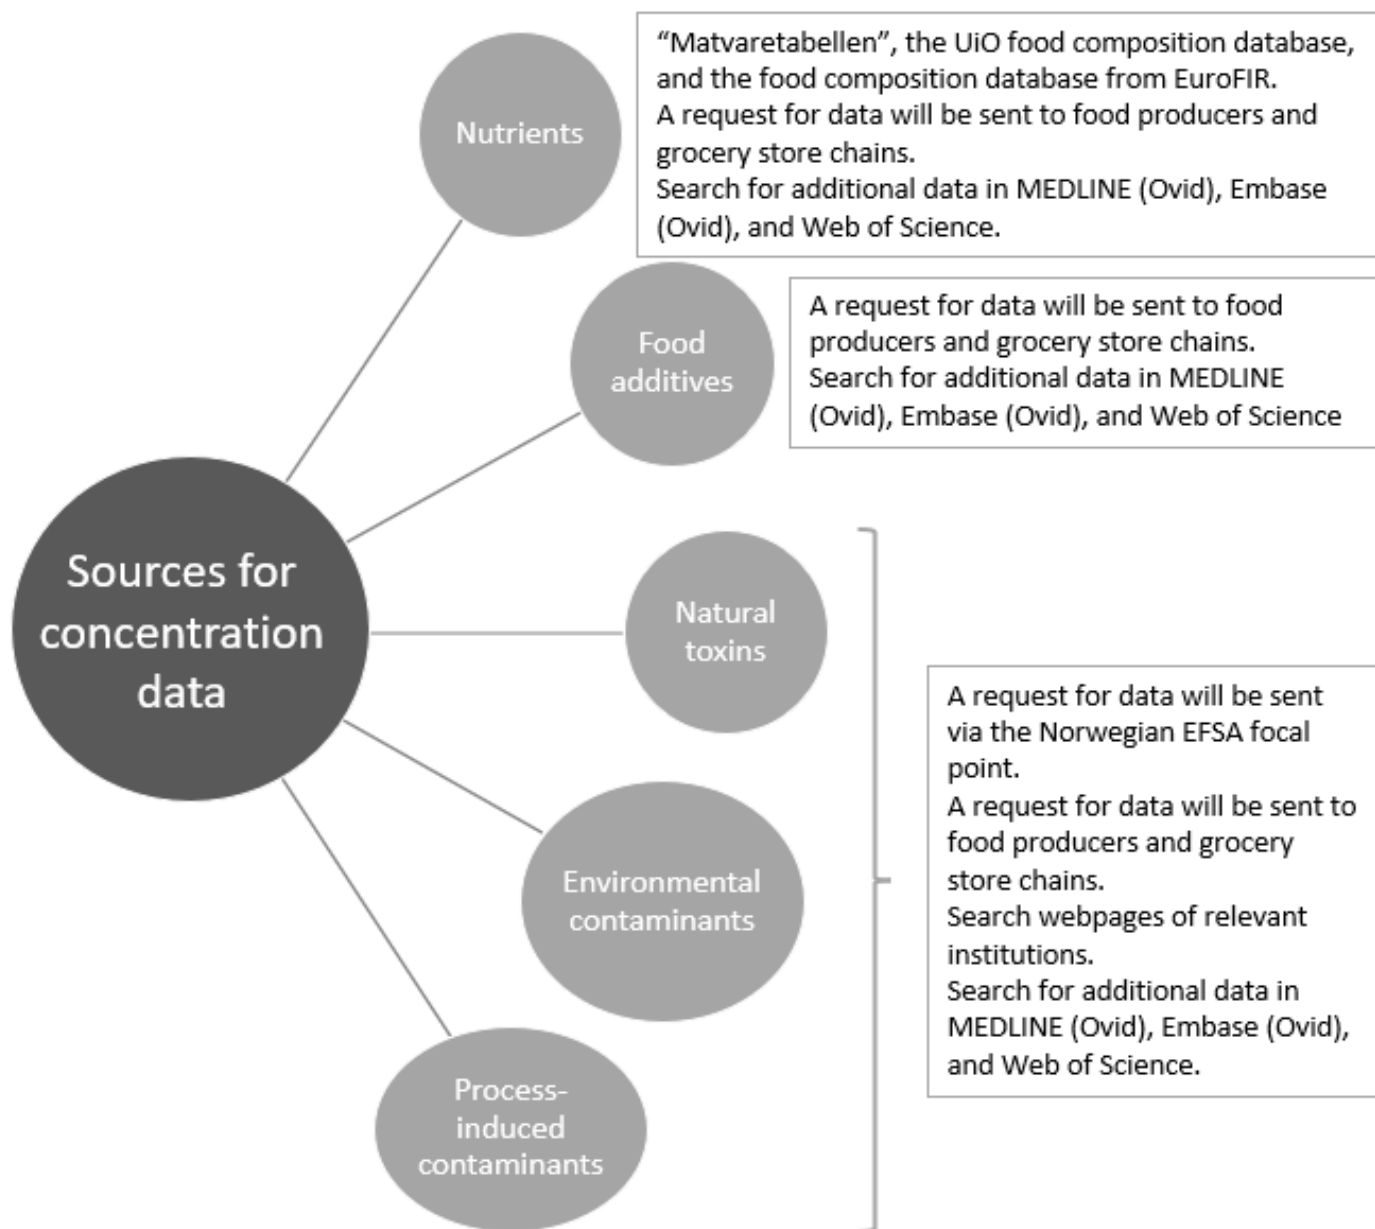 "Matvaretabellen", the UiO food composition database,
and the food composition database from EuroFIR.
A request for data will be sent to food producers and
grocery store chains.
Search for additional data in MEDLINE (Ovid), Embase
(Ovid), and Web of Science.
Nutrients
A request for data will be sent to food
producers and grocery store chains.
Search for additional data in MEDLINE
(Ovid), Embase (Ovid), and Web of Science
Food
additives
Sources for
concentration
data
Natural
toxins
A request for data will be sent
via the Norwegian EFSA focal
point.
A request for data will be sent to
food producers and grocery
store chains.
Search webpages of relevant
institutions.
Search for additional data in
MEDLINE (Ovid), Embase (Ovid),
and Web of Science.
Environmental
contaminants
Process-
induced
contaminants